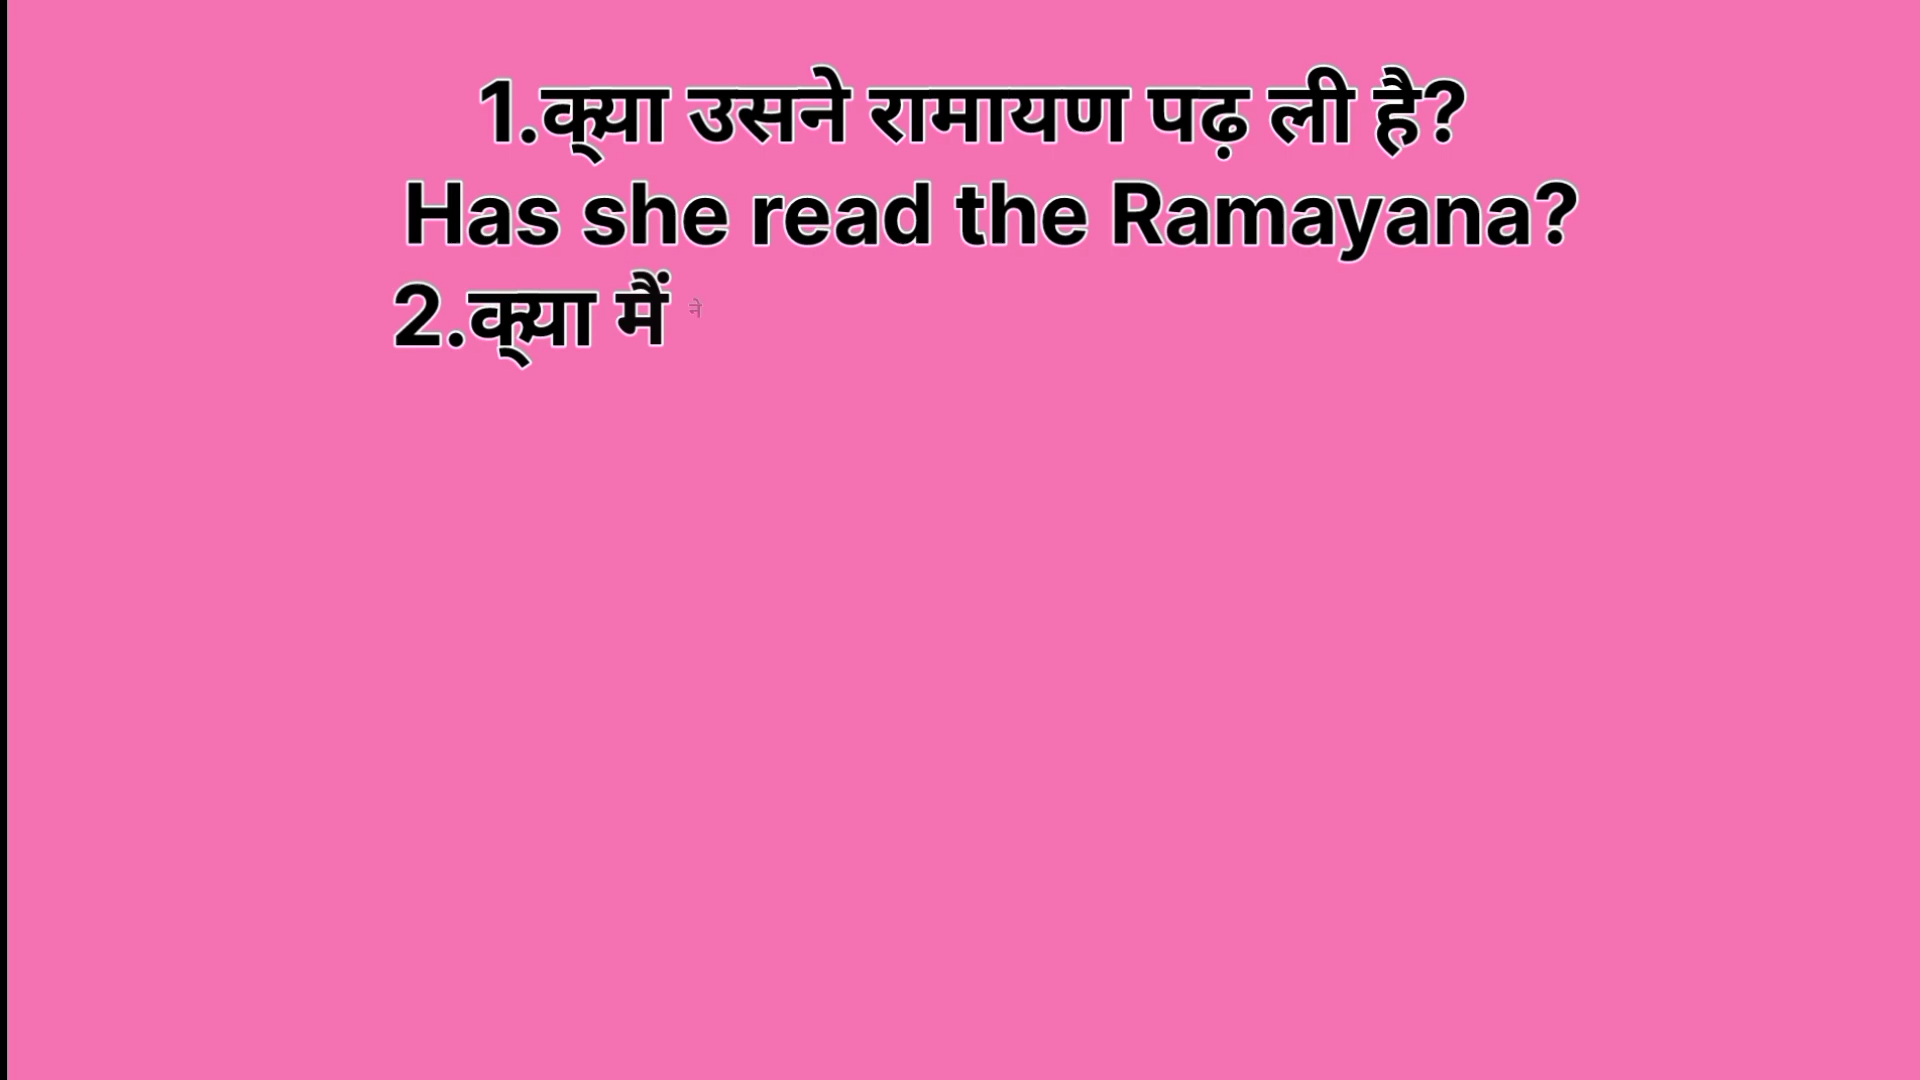 1.क्या उसने रामायण पढ़ ली है?
Has she read the Ramayana?
2.क्या मैं ने